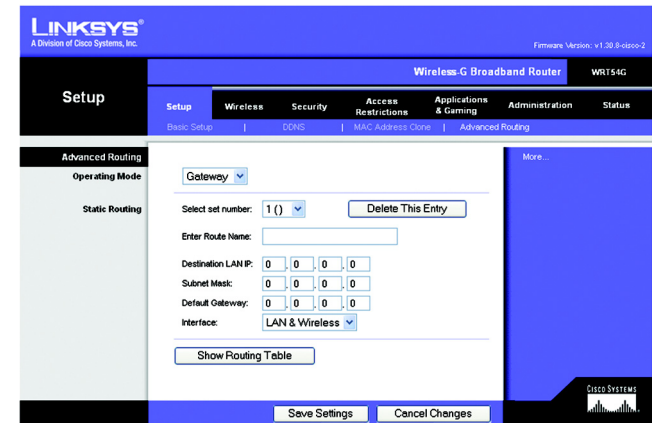 LINKSYS®
A Division of Cisco Systems, Inc.
Firmware Version: v1.30.8-cisco-2
Wireless-G Broadband Router WRT54G
Setup
Setup Wireless Security Access Restrictions Applications & Gaming Administration Status
Basic Setup | DDNS | MAC Address Clone | Advanced Routing
Advanced Routing
More...
Operating Mode Gateway
Static Routing Select set number: 1 () Delete This Entry
Enter Route Name:
Destination LAN IP: 0 . 0 . 0 . 0
Subnet Mask: 0 . 0 . 0 . 0
Default Gateway: 0 . 0 . 0 . 0
Interface: LAN & Wireless
Show Routing Table
CISCO SYSTEMS
Save Settings Cancel Changes